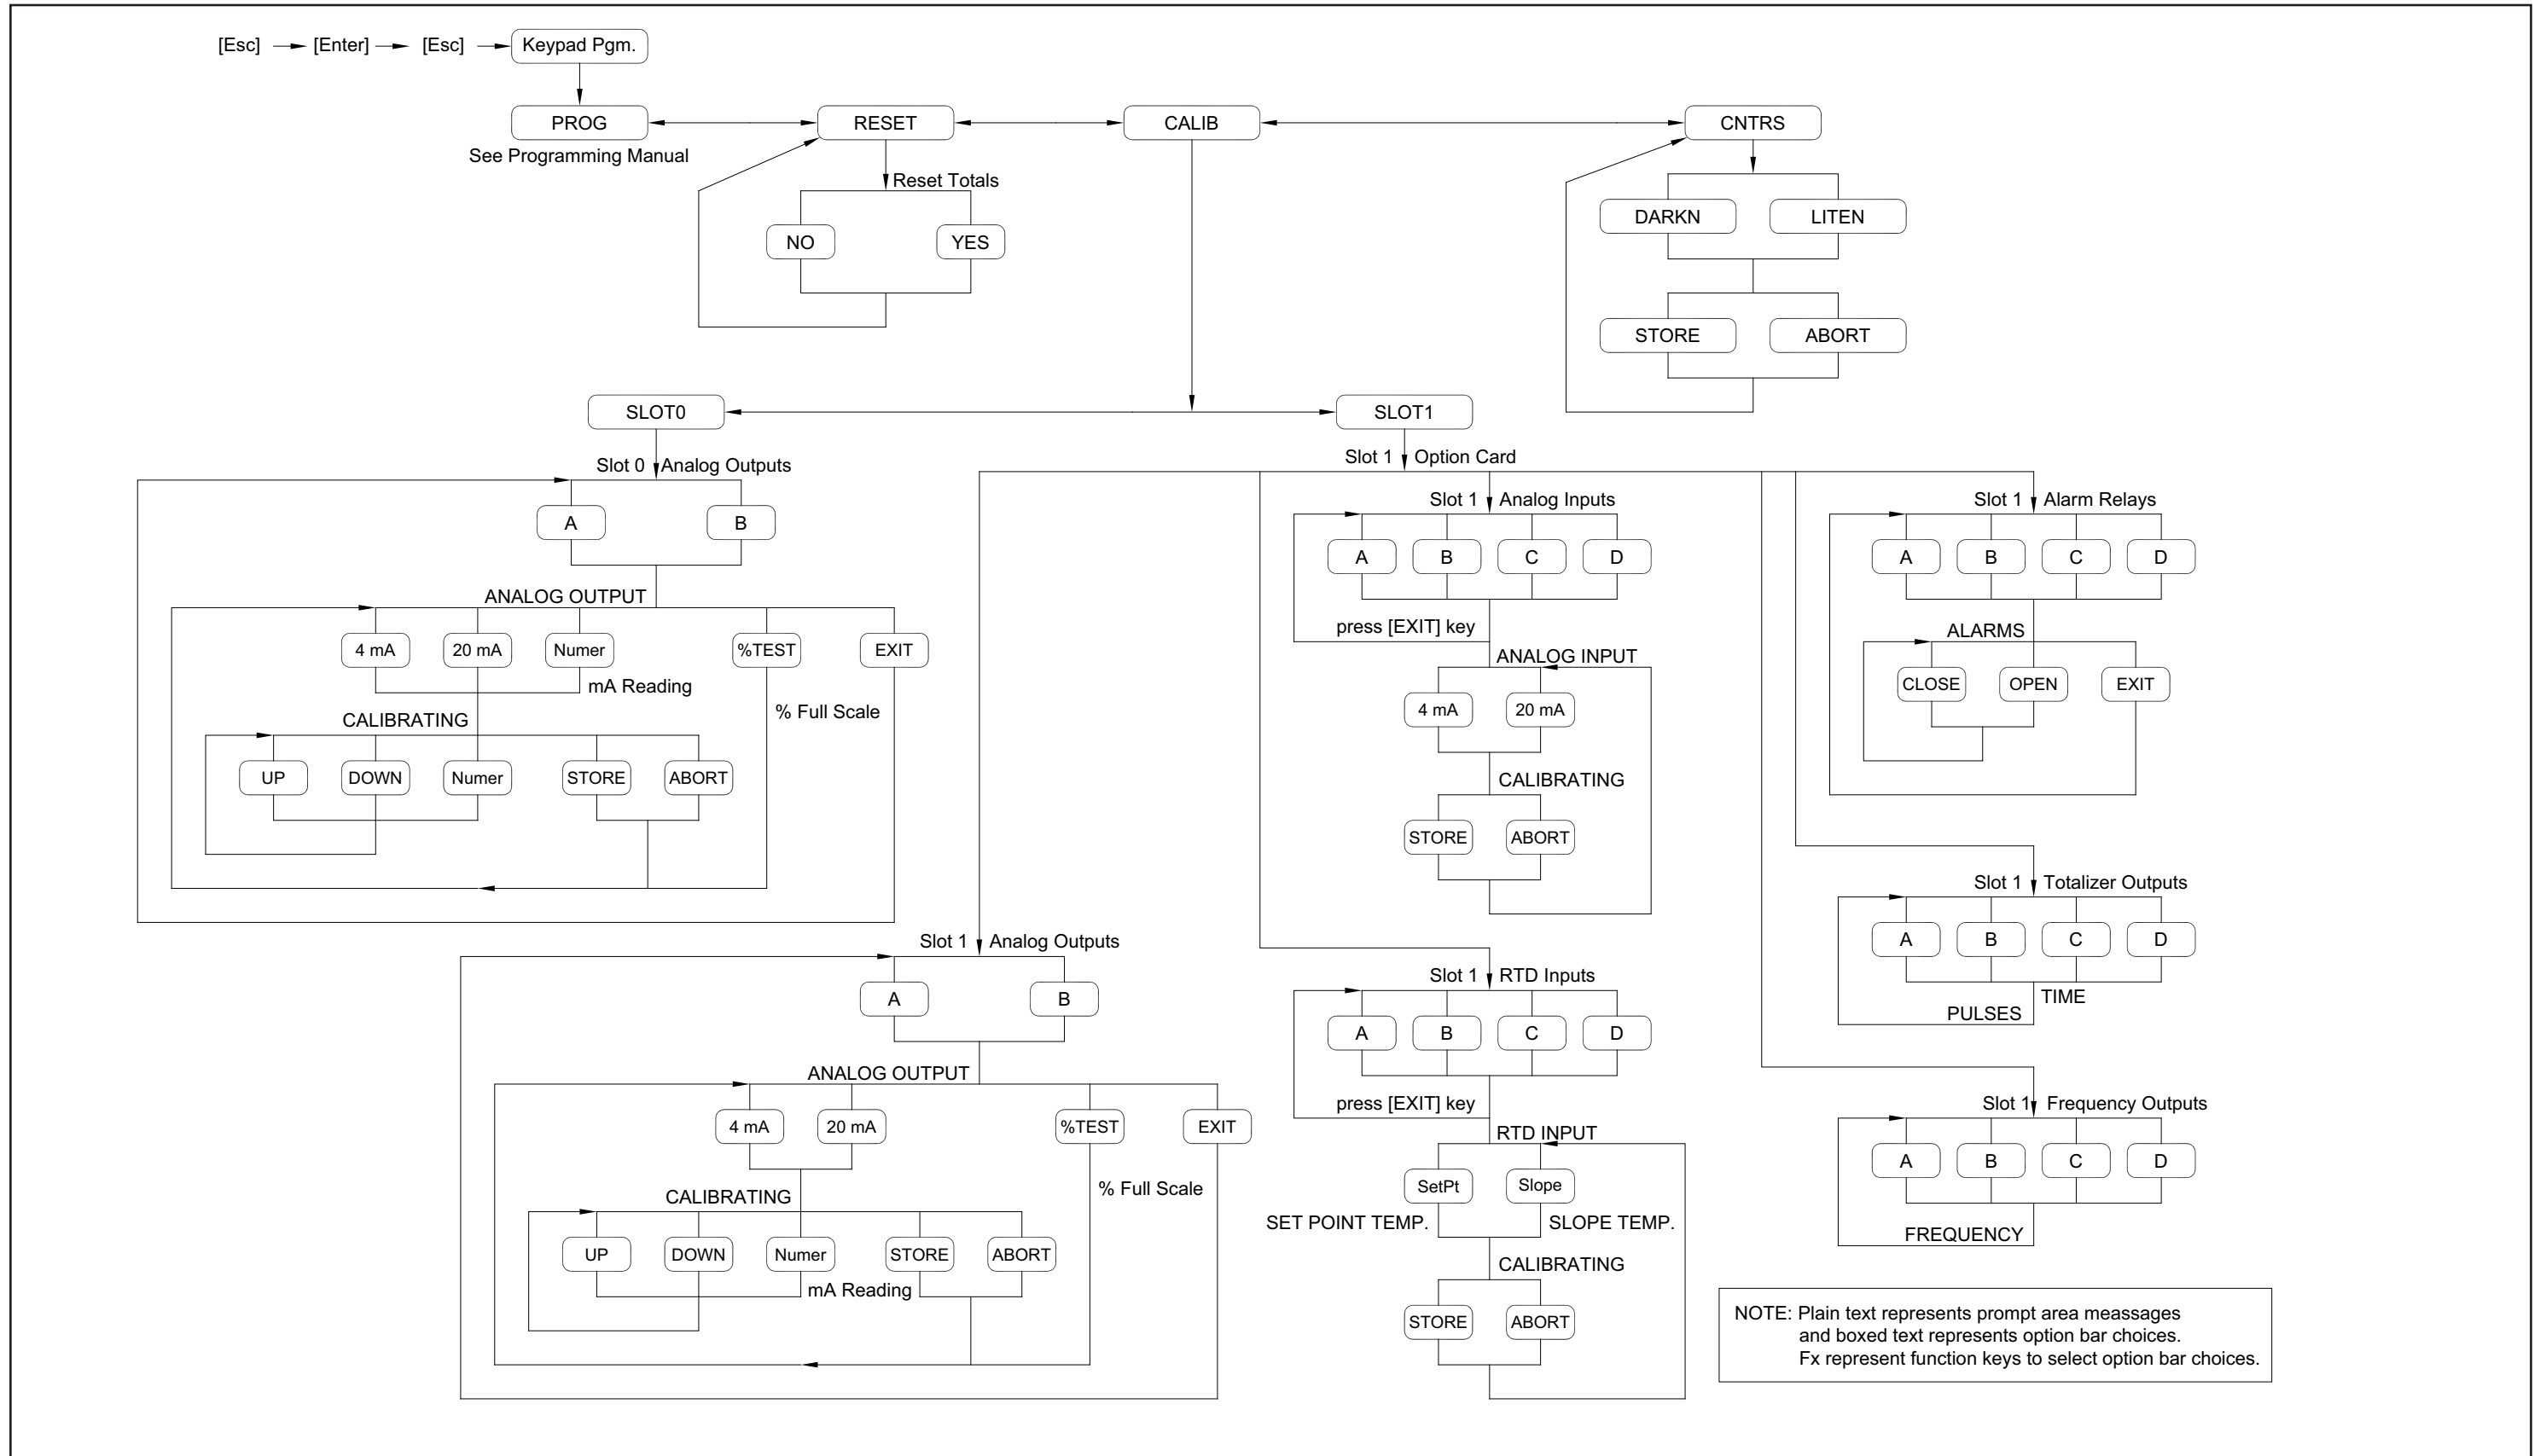 [Esc] [Enter] [Esc] Keypad Pgm.
PROG RESET CALIB CNTRS
See Programming Manual
Reset Totals
NO YES
DARKN LITEN
STORE ABORT
SLOT0 SLOT1
Slot 0 Analog Outputs
A B
ANALOG OUTPUT
4 mA 20 mA Numer %TEST EXIT
mA Reading
% Full Scale
CALIBRATING
UP DOWN Numer STORE ABORT
Slot 1 Option Card
Slot 1 Analog Outputs
A B
ANALOG OUTPUT
4 mA 20 mA %TEST EXIT
% Full Scale
CALIBRATING
UP DOWN Numer STORE ABORT
mA Reading
Slot 1 Analog Inputs
A B C D
press [EXIT] key
ANALOG INPUT
4 mA 20 mA
CALIBRATING
STORE ABORT
Slot 1 RTD Inputs
A B C D
press [EXIT] key
RTD INPUT
SetPt Slope
SET POINT TEMP. SLOPE TEMP.
CALIBRATING
STORE ABORT
Slot 1 Alarm Relays
A B C D
ALARMS
CLOSE OPEN EXIT
Slot 1 Totalizer Outputs
A B C D
TIME
PULSES
Slot 1 Frequency Outputs
A B C D
FREQUENCY
NOTE: Plain text represents prompt area meassages
and boxed text represents option bar choices.
Fx represent function keys to select option bar choices.